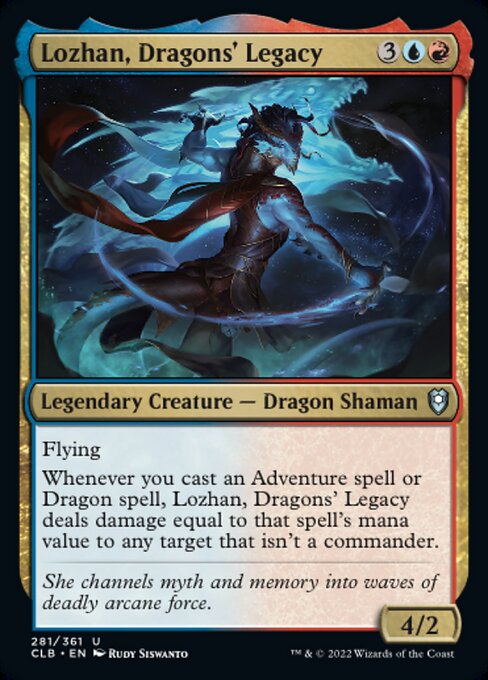 Lozhan, Dragons' Legacy 3
Legendary Creature — Dragon Shaman
Flying
Whenever you cast an Adventure spell or
Dragon spell, Lozhan, Dragons' Legacy
deals damage equal to that spell's mana
value to any target that isn't a commander.
She channels myth and memory into waves of
deadly arcane force.
4/2
281/361 U
CLB • EN Rudy Siswanto
™ & © 2022 Wizards of the Coast